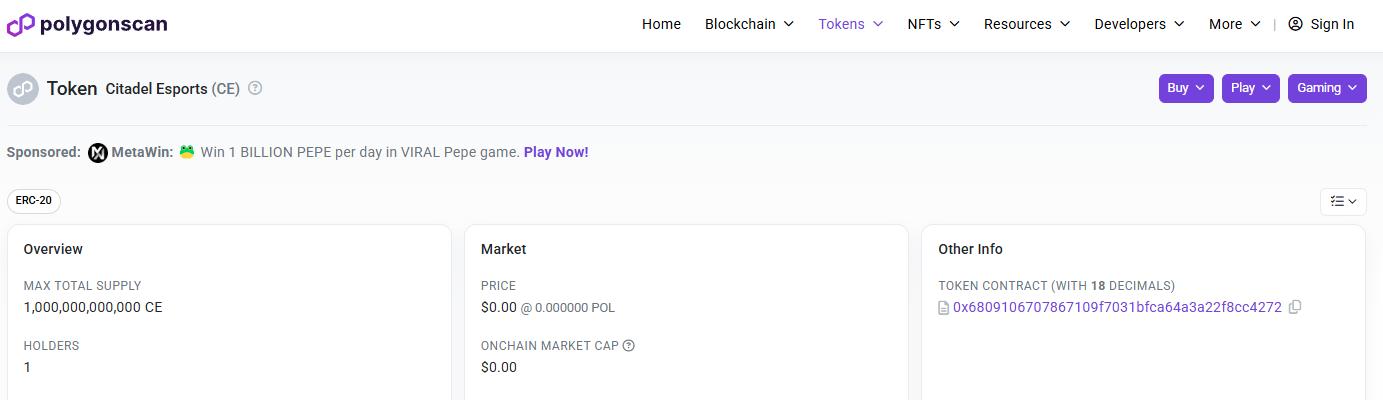 polygonscan
Home Blockchain Tokens NFTs Resources Developers More | Sign In
Token Citadel Esports (CE)
Buy Play Gaming
Sponsored: MetaWin: 🐸 Win 1 BILLION PEPE per day in VIRAL Pepe game. Play Now!
ERC-20
Overview
MAX TOTAL SUPPLY
1,000,000,000,000 CE
HOLDERS
1
Market
PRICE
$0.00 @ 0.000000 POL
ONCHAIN MARKET CAP
$0.00
Other Info
TOKEN CONTRACT (WITH 18 DECIMALS)
0x6809106707867109f7031bfca64a3a22f8cc4272